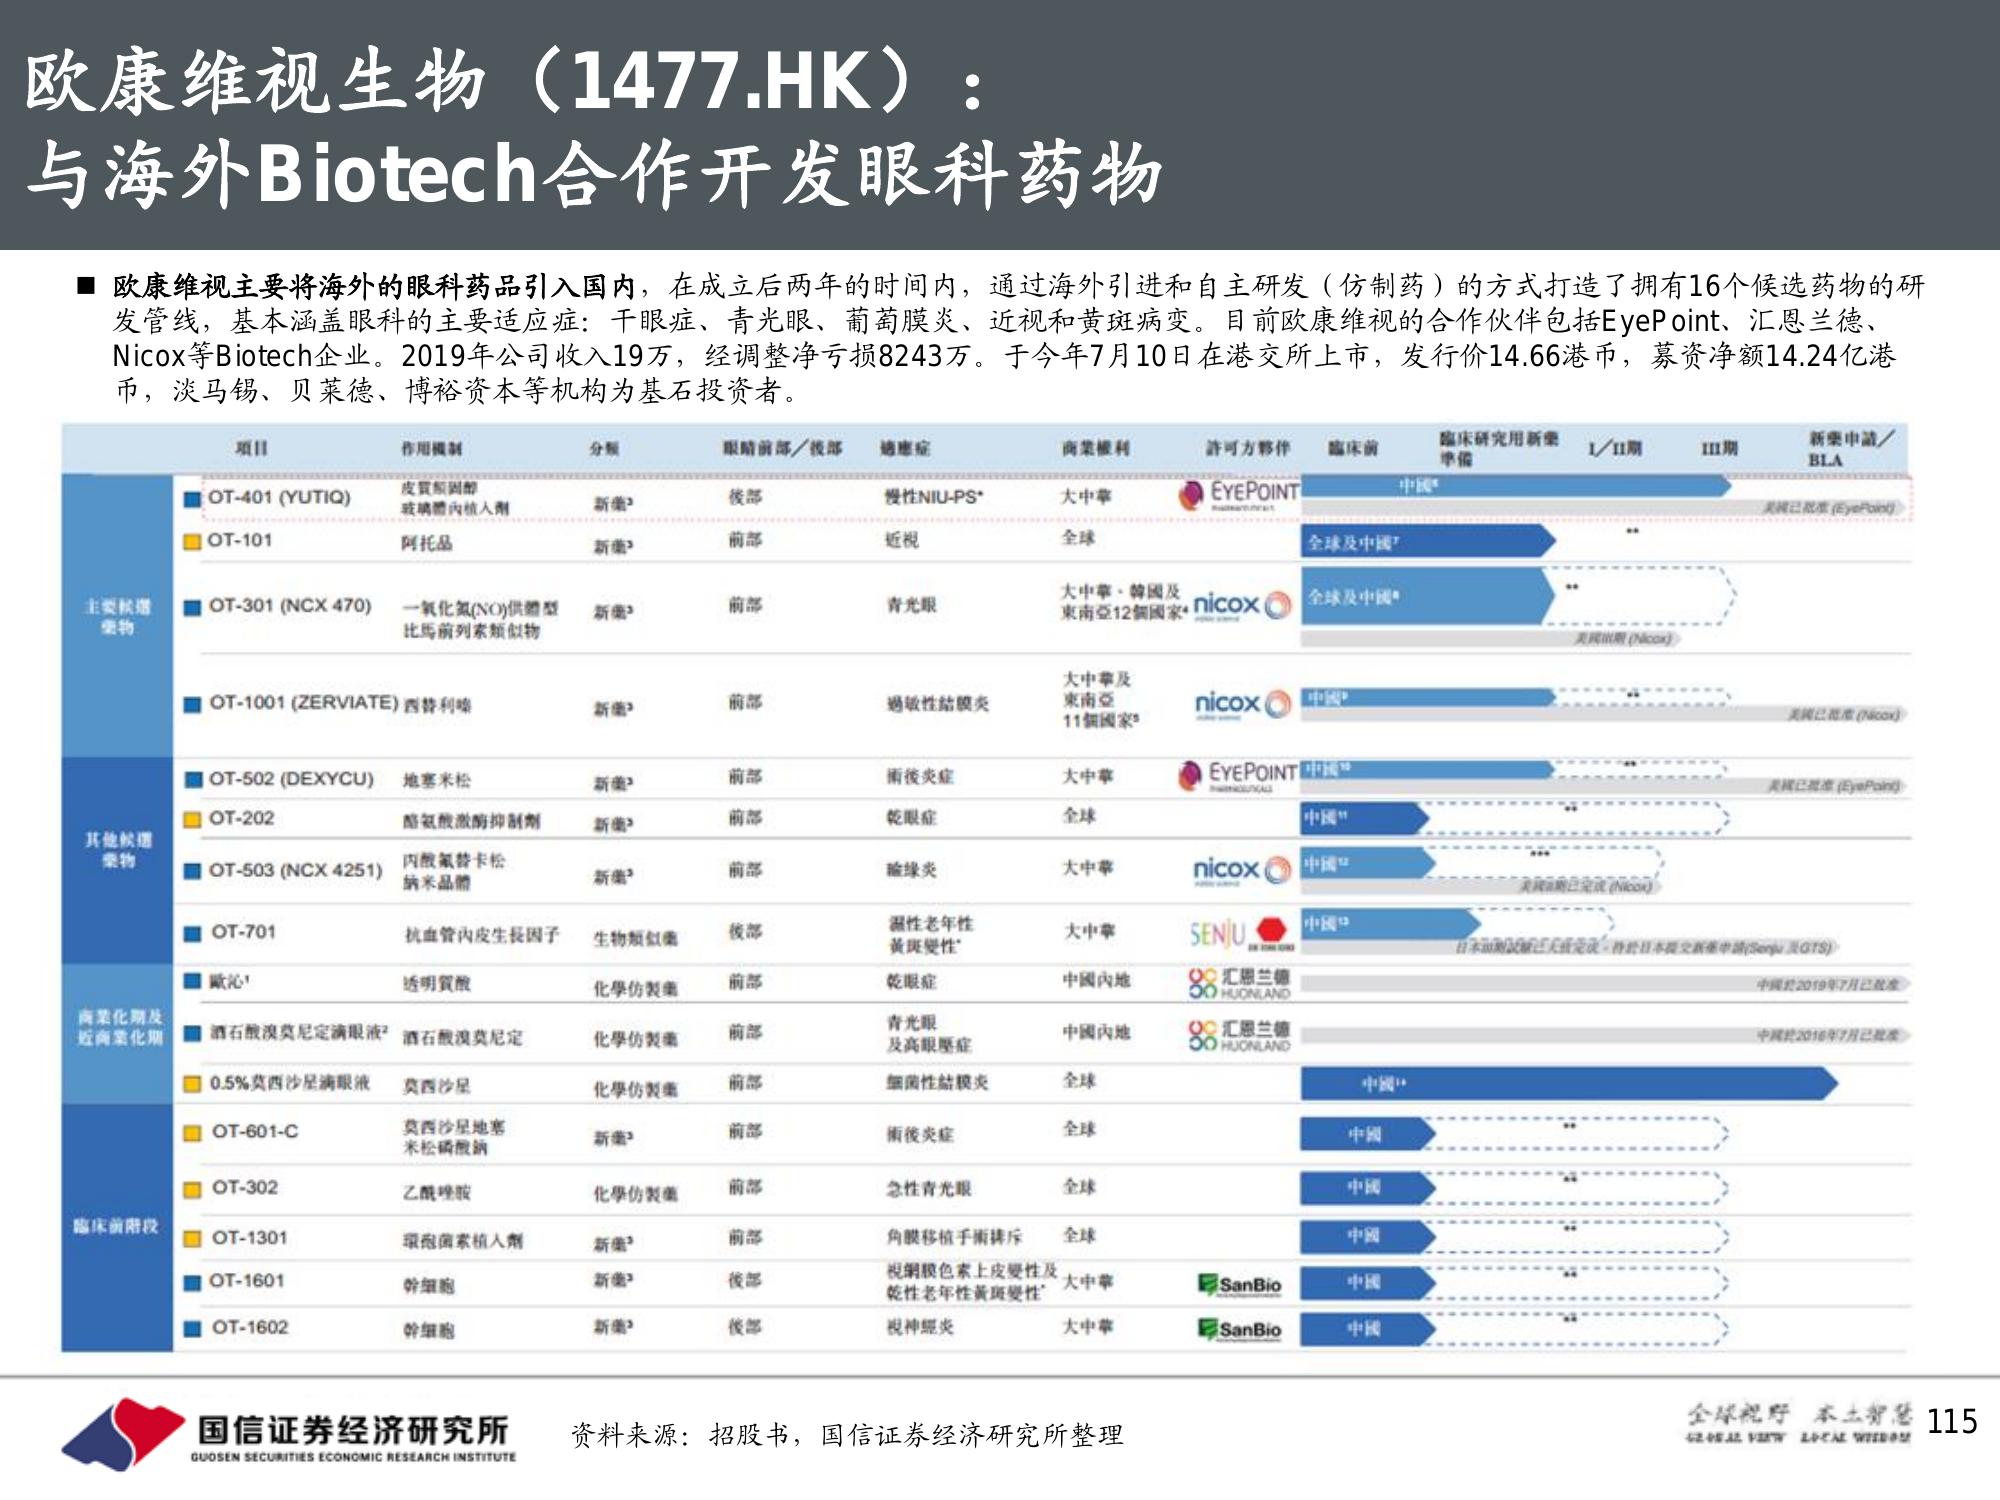 欧康维视生物（1477.HK）：
与海外Biotech合作开发眼科药物
■ 欧康维视主要将海外的眼科药品引入国内，在成立后两年的时间内，通过海外引进和自主研发（仿制药）的方式打造了拥有16个候选药物的研
发管线，基本涵盖眼科的主要适应症：干眼症、青光眼、葡萄膜炎、近视和黄斑病变。目前欧康维视的合作伙伴包括EyePoint、汇恩兰德、
Nicox等Biotech企业。2019年公司收入19万，经调整净亏损8243万。于今年7月10日在港交所上市，发行价14.66港币，募资净额14.24亿港
币，淡马锡、贝莱德、博裕资本等机构为基石投资者。
項目 作用機制 分類 眼睛前部／後部 適應症 商業權利 許可方夥伴 臨床前 臨床研究用新藥準備 I／II期 III期 新藥申請／BLA
主要候選藥物
OT-401 (YUTIQ) 皮質類固醇玻璃體內植入劑 新藥³ 後部 慢性NIU-PS* 大中華 EYEPOINT 中國⁶ 美國已批准 (EyePoint)
OT-101 阿托品 新藥³ 前部 近視 全球 全球及中國⁷ **
OT-301 (NCX 470) 一氧化氮(NO)供體型比馬前列素類似物 新藥³ 前部 青光眼 大中華、韓國及東南亞12個國家⁴ nicox 全球及中國⁸ ** 美國III期 (Nicox)
OT-1001 (ZERVIATE) 西替利嗪 新藥³ 前部 過敏性結膜炎 大中華及東南亞11個國家⁵ nicox 中國⁹ ** 美國已批准 (Nicox)
其他候選藥物
OT-502 (DEXYCU) 地塞米松 新藥³ 前部 術後炎症 大中華 EYEPOINT 中國¹⁰ ** 美國已批准 (EyePoint)
OT-202 酪氨酸激酶抑制劑 新藥³ 前部 乾眼症 全球 中國¹¹ **
OT-503 (NCX 4251) 丙酸氟替卡松納米晶體 新藥³ 前部 瞼緣炎 大中華 nicox 中國¹² *** 美國II期已完成 (Nicox)
OT-701 抗血管內皮生長因子 生物類似藥 後部 濕性老年性黃斑變性* 大中華 SENJU 中國¹³ 日本III期試驗已大致完成，待於日本提交新藥申請(Senju 及GTS)
商業化期及近商業化期
歐沁¹ 透明質酸 化學仿製藥 前部 乾眼症 中國內地 汇恩兰德 HUONLAND 中國於2019年7月已批准
酒石酸溴莫尼定滴眼液² 酒石酸溴莫尼定 化學仿製藥 前部 青光眼及高眼壓症 中國內地 汇恩兰德 HUONLAND 中國於2016年7月已批准
0.5%莫西沙星滴眼液 莫西沙星 化學仿製藥 前部 細菌性結膜炎 全球 中國¹⁴
臨床前階段
OT-601-C 莫西沙星地塞米松磷酸鈉 新藥³ 前部 術後炎症 全球 中國 **
OT-302 乙酰唑胺 化學仿製藥 前部 急性青光眼 全球 中國 **
OT-1301 環孢菌素植入劑 新藥³ 前部 角膜移植手術排斥 全球 中國 **
OT-1601 幹細胞 新藥³ 後部 視網膜色素上皮變性及乾性老年性黃斑變性* 大中華 SanBio 中國 **
OT-1602 幹細胞 新藥³ 後部 視神經炎 大中華 SanBio 中國 **
国信证券经济研究所
GUOSEN SECURITIES ECONOMIC RESEARCH INSTITUTE
资料来源：招股书，国信证券经济研究所整理
全球视野 本土智慧
GLOBAL VIEW LOCAL WISDOM
115